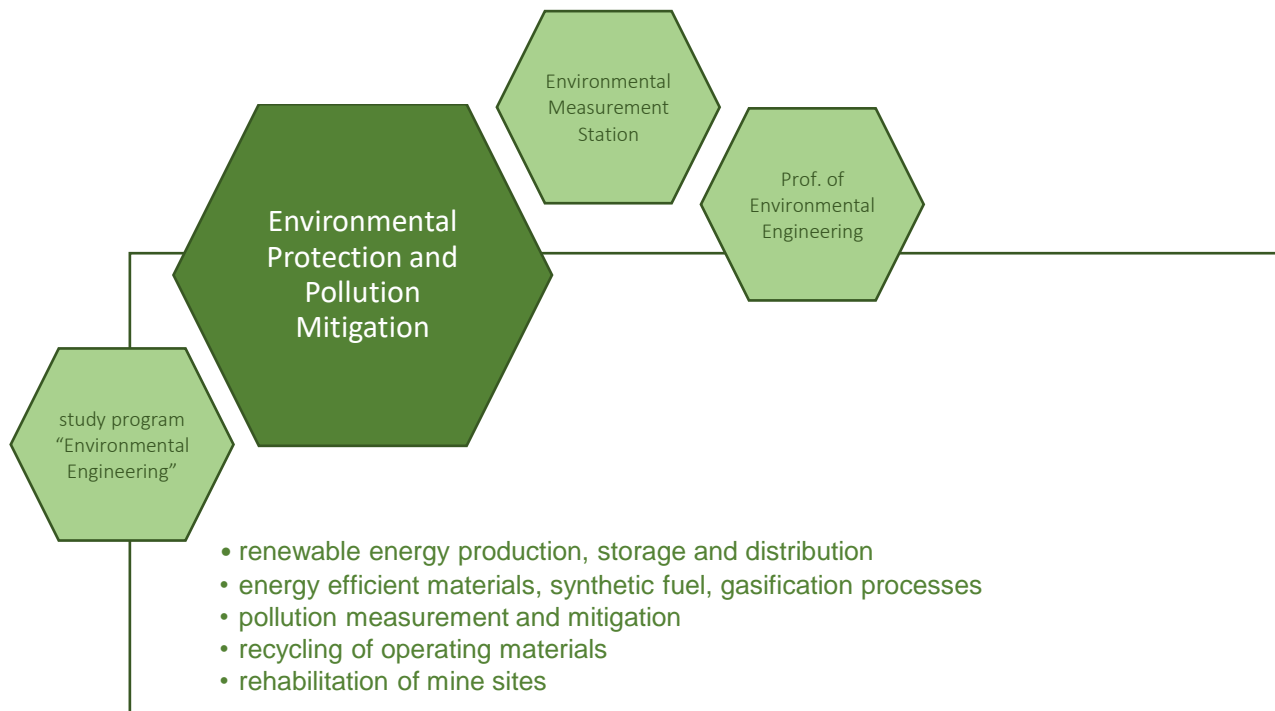 Environmental
Measurement
Station
Prof. of
Environmental
Engineering
Environmental
Protection and
Pollution
Mitigation
study program
“Environmental
Engineering”
• renewable energy production, storage and distribution
• energy efficient materials, synthetic fuel, gasification processes
• pollution measurement and mitigation
• recycling of operating materials
• rehabilitation of mine sites